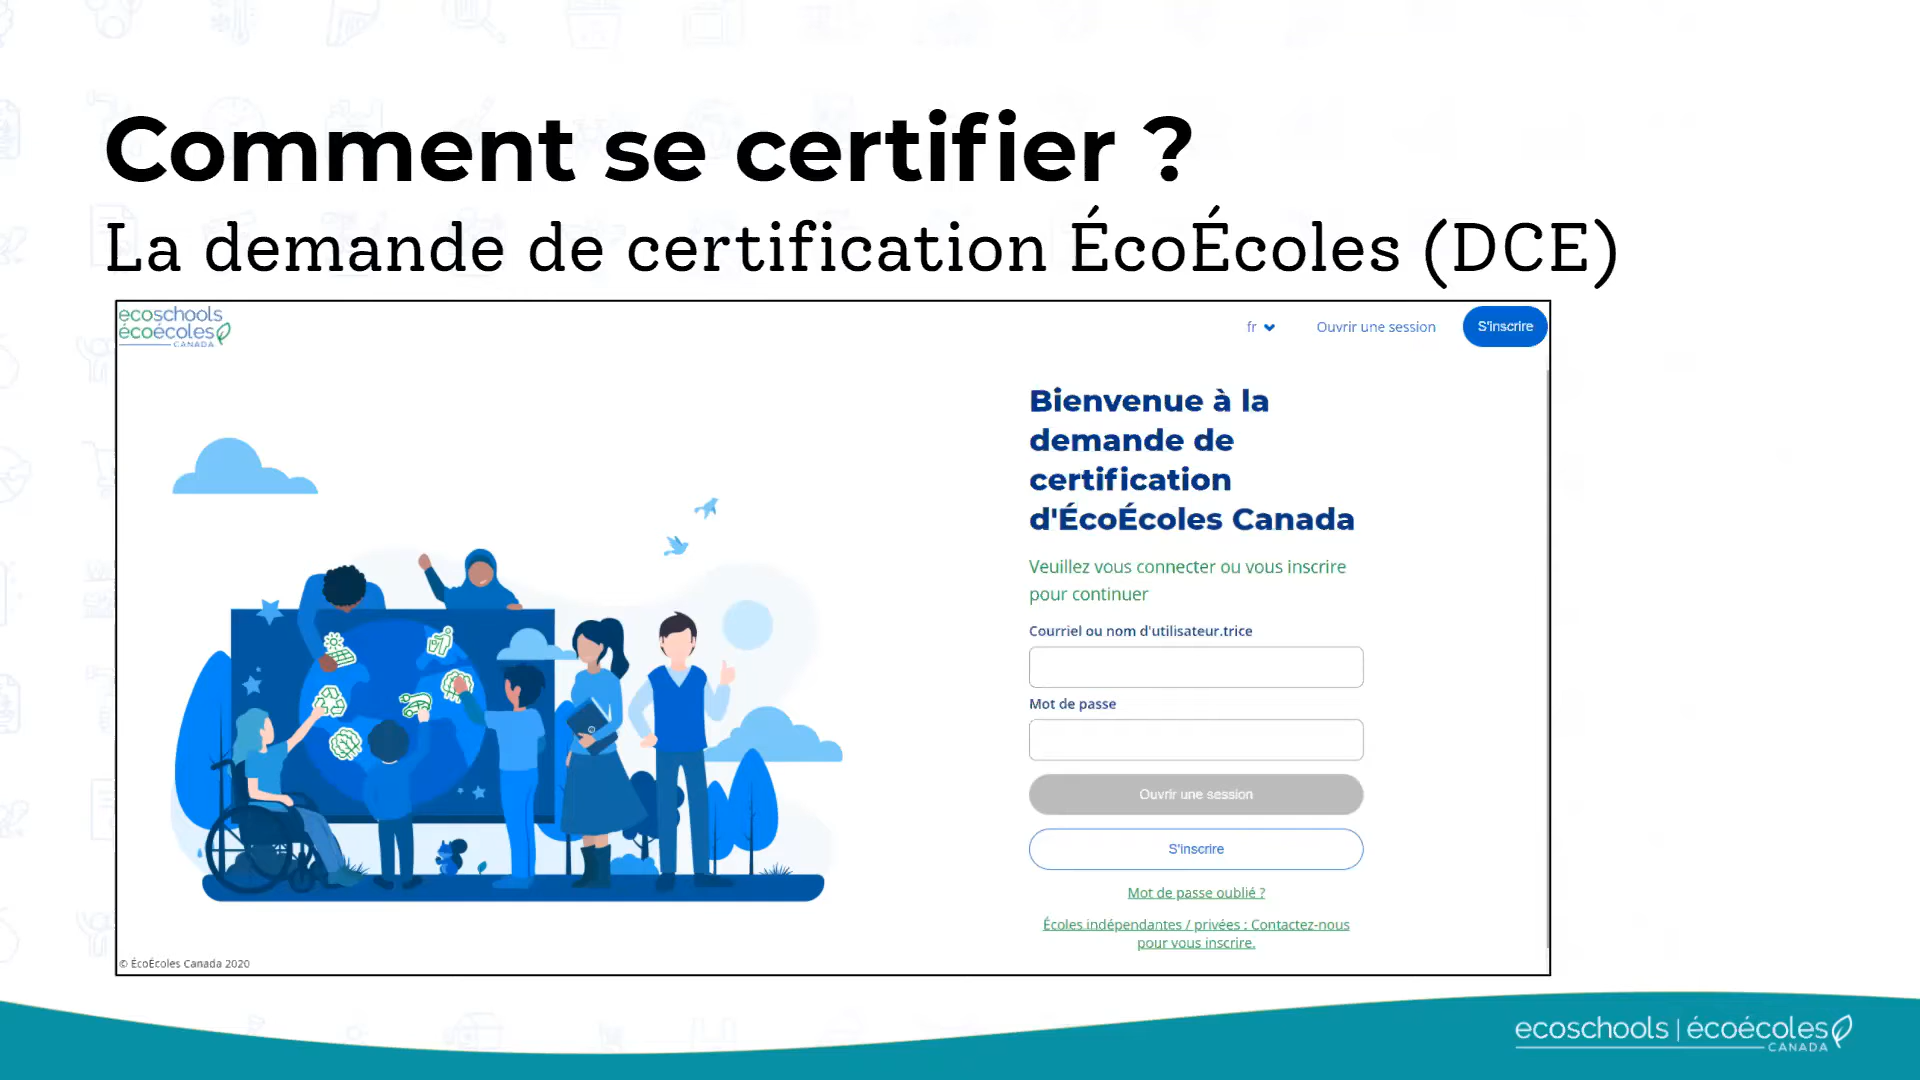 Comment se certifier ?
La demande de certification ÉcoÉcoles (DCE)
ecoschools
écoécoles
CANADA
fr
Ouvrir une session
S'inscrire
Bienvenue à la
demande de
certification
d'ÉcoÉcoles Canada
Veuillez vous connecter ou vous inscrire
pour continuer
Courriel ou nom d'utilisateur.trice
Mot de passe
Ouvrir une session
S'inscrire
Mot de passe oublié ?
Écoles indépendantes / privées : Contactez-nous
pour vous inscrire.
© ÉcoÉcoles Canada 2020
ecoschools | écoécoles
CANADA